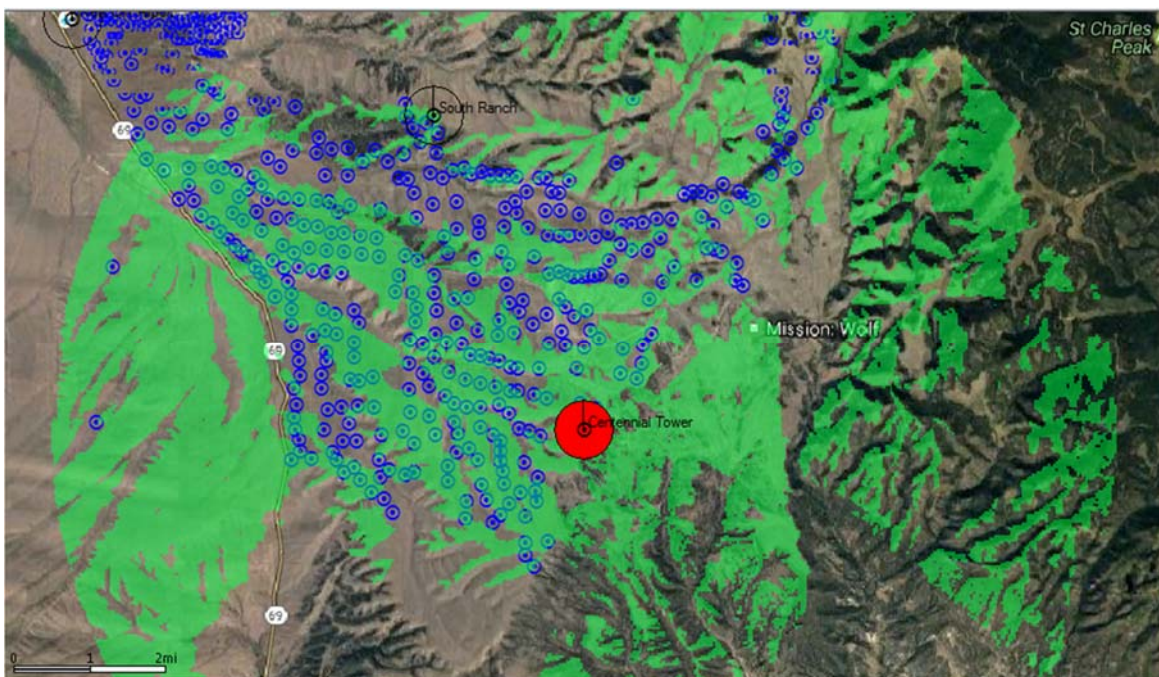 St Charles
Peak
South Ranch
69
Mission: Wolf
69
Centennial Tower
69
0 1 2mi